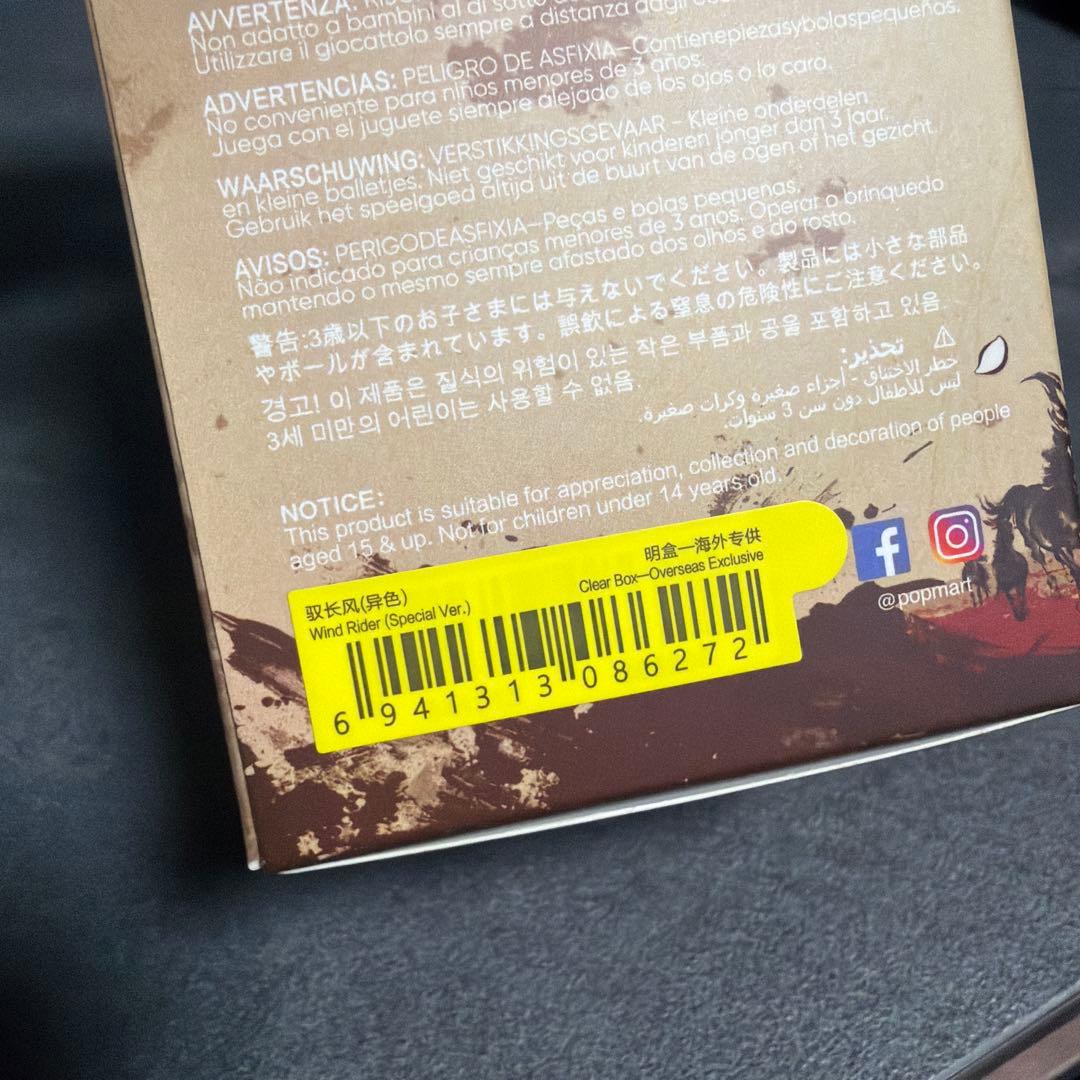 AVVERTENZA:
Non adatto a bambini al di sotto
Utilizzare il giocattolo sempre a distanza dagli
ADVERTENCIAS: PELIGRO DE ASFIXIA—Contienepiezasybolaspequeñas.
No conveniente para niños menores de 3 años.
Juega con el juguete siempre alejado de los ojos o la cara.
WAARSCHUWING: VERSTIKKINGSGEVAAR - Kleine onderdelen
en kleine balletjes. Niet geschikt voor kinderen jonger dan 3 jaar.
Gebruik het speelgoed altijd uit de buurt van de ogen of het gezicht.
AVISOS: PERIGODEASFIXIA—Peças e bolas pequenas.
Não indicado para crianças menores de 3 anos. Operar o brinquedo
mantendo o mesmo sempre afastado dos olhos e do rosto.
警告:3歳以下のお子さまには与えないでください。製品には小さな部品
やボールが含まれています。誤飲による窒息の危険性にご注意ください。
경고! 이 제품은 질식의 위험이 있는 작은 부품과 공을 포함하고 있음.
3세 미만의 어린이는 사용할 수 없음.
⚠ تحذير:
خطر الاختناق - أجزاء صغيرة وكرات صغيرة.
ليس للأطفال دون سن 3 سنوات.
NOTICE:
This product is suitable for appreciation, collection and decoration of people
aged 15 & up. Not for children under 14 years old.
驭长风(异色)
Wind Rider (Special Ver.)
明盒—海外专供
Clear Box—Overseas Exclusive
6941313086272
@popmart